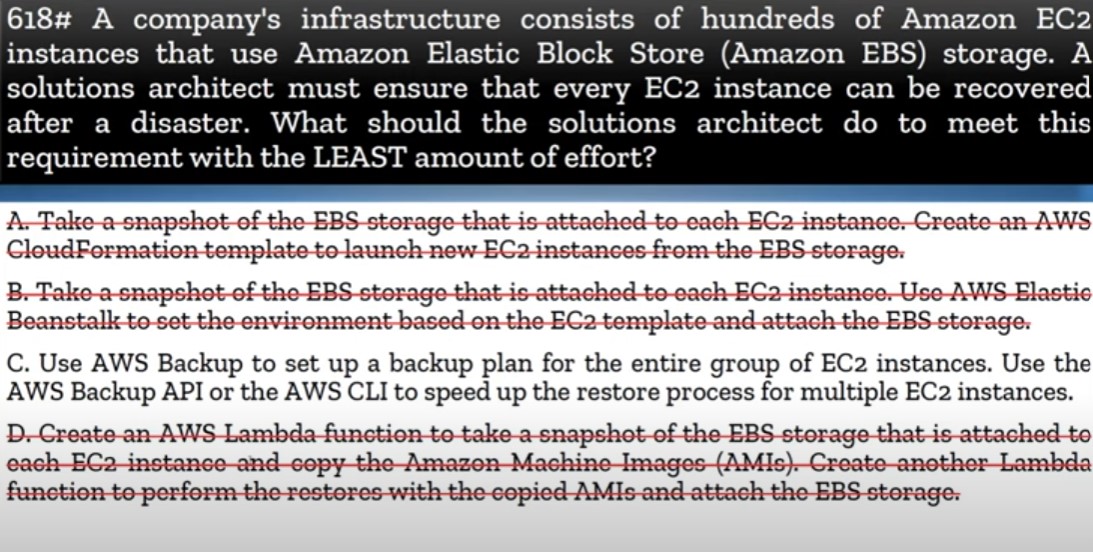 618# A company's infrastructure consists of hundreds of Amazon EC2
instances that use Amazon Elastic Block Store (Amazon EBS) storage. A
solutions architect must ensure that every EC2 instance can be recovered
after a disaster. What should the solutions architect do to meet this
requirement with the LEAST amount of effort?
A. Take a snapshot of the EBS storage that is attached to each EC2 instance. Create an AWS
CloudFormation template to launch new EC2 instances from the EBS storage.
B. Take a snapshot of the EBS storage that is attached to each EC2 instance. Use AWS Elastic
Beanstalk to set the environment based on the EC2 template and attach the EBS storage.
C. Use AWS Backup to set up a backup plan for the entire group of EC2 instances. Use the
AWS Backup API or the AWS CLI to speed up the restore process for multiple EC2 instances.
D. Create an AWS Lambda function to take a snapshot of the EBS storage that is attached to
each EC2 instance and copy the Amazon Machine Images (AMIs). Create another Lambda
function to perform the restores with the copied AMIs and attach the EBS storage.